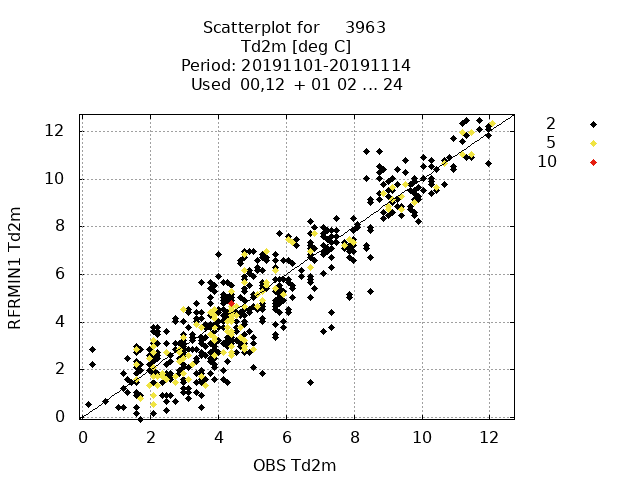 Scatterplot for 3963
Td2m [deg C]
Period: 20191101-20191114
Used 00,12 + 01 02 ... 24
2
5
10
RFRMIN1 Td2m
12
10
8
6
4
2
0
0 2 4 6 8 10 12
OBS Td2m